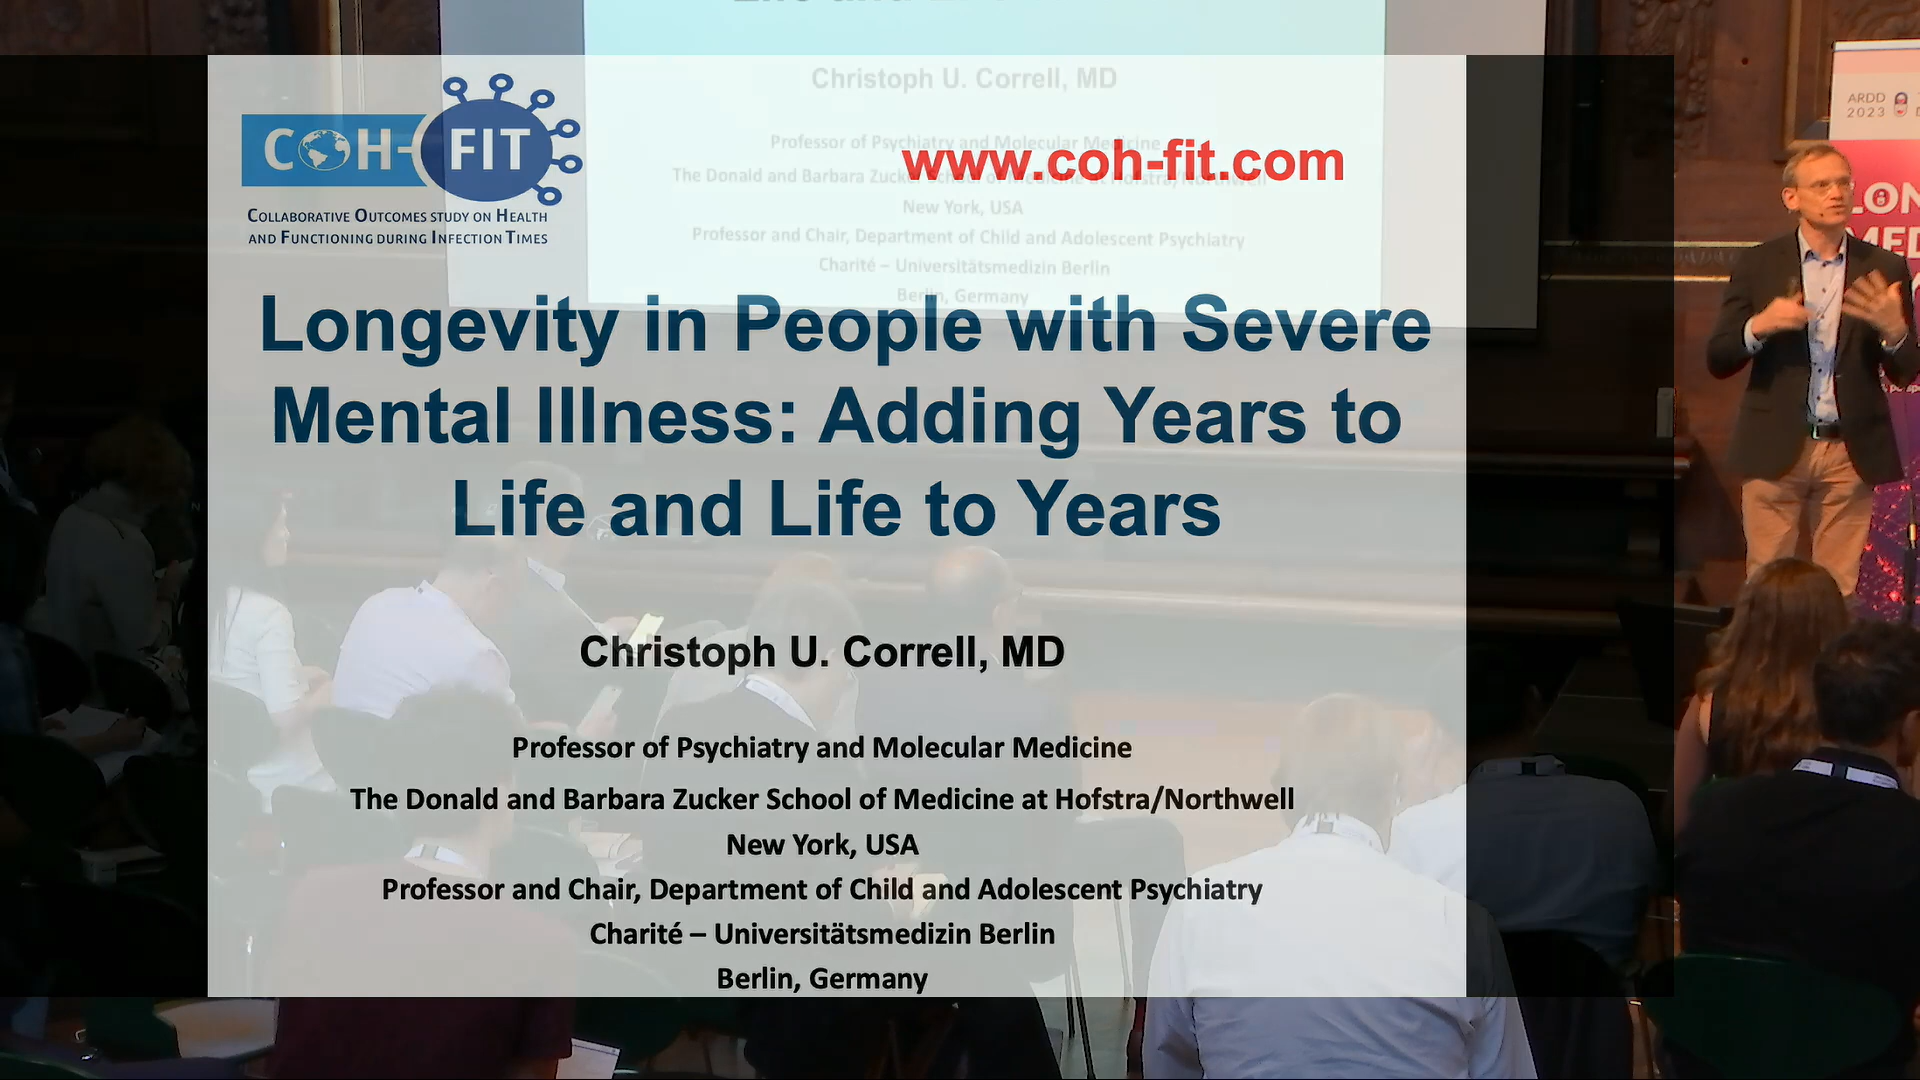 Christoph U. Correll, MD
Professor of Psychiatry and Molecular Medicine
The Donald and Barbara Zucker School of Medicine at Hofstra/Northwell
New York, USA
Professor and Chair, Department of Child and Adolescent Psychiatry
Charité – Universitätsmedizin Berlin
Berlin, Germany
COH-FIT
COLLABORATIVE OUTCOMES STUDY ON HEALTH
AND FUNCTIONING DURING INFECTION TIMES
www.coh-fit.com
Longevity in People with Severe
Mental Illness: Adding Years to
Life and Life to Years
Christoph U. Correll, MD
Professor of Psychiatry and Molecular Medicine
The Donald and Barbara Zucker School of Medicine at Hofstra/Northwell
New York, USA
Professor and Chair, Department of Child and Adolescent Psychiatry
Charité – Universitätsmedizin Berlin
Berlin, Germany
ARDD
2023
LON
MED